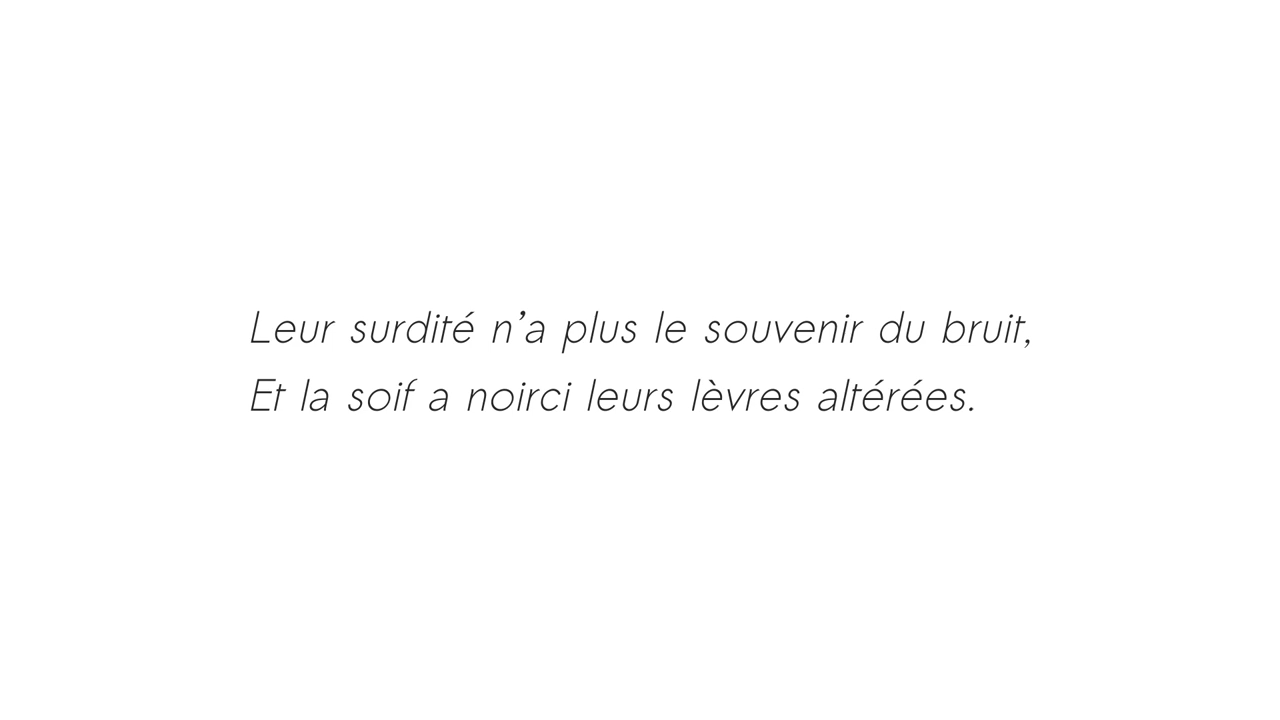 Leur surdité n’a plus le souvenir du bruit,
Et la soif a noirci leurs lèvres altérées.